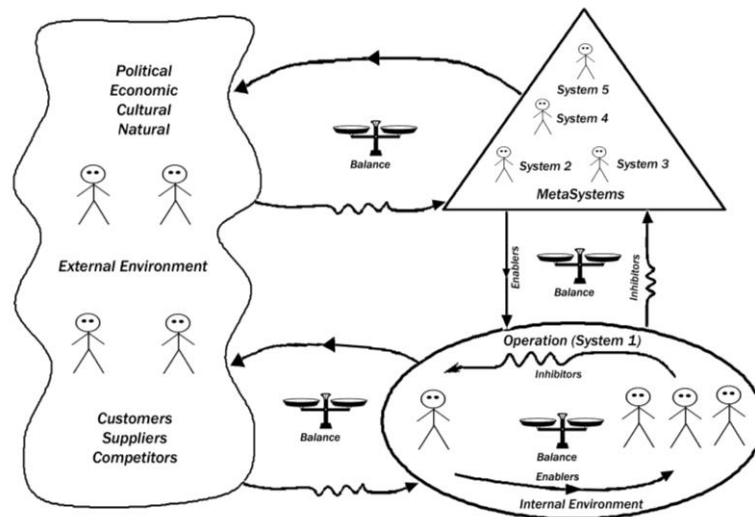 Political
Economic
Cultural
Natural
External Environment
Customers
Suppliers
Competitors
Balance
System 5
System 4
System 2
System 3
MetaSystems
Enablers
Balance
Inhibitors
Operation (System 1)
Inhibitors
Balance
Balance
Enablers
Internal Environment